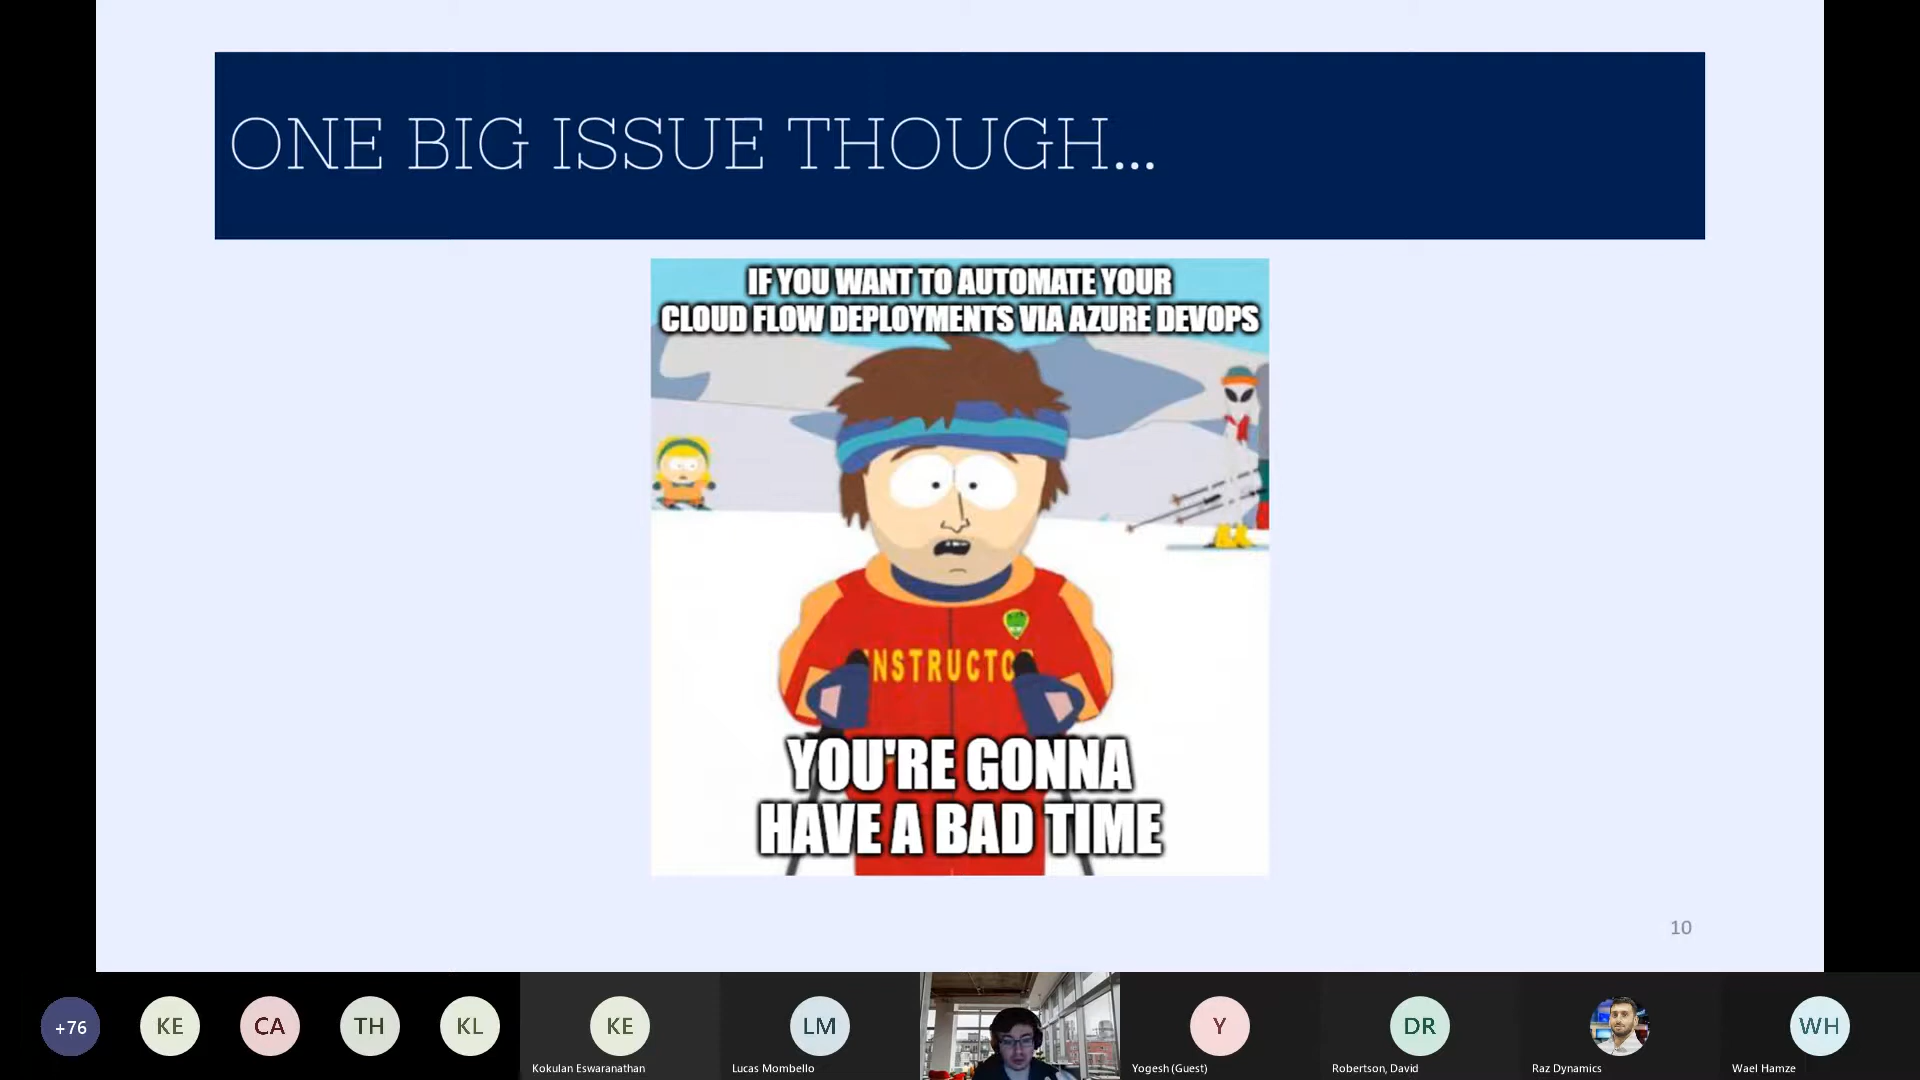 ONE BIG ISSUE THOUGH...
IF YOU WANT TO AUTOMATE YOUR
CLOUD FLOW DEPLOYMENTS VIA AZURE DEVOPS
NSTRUCTO
YOU'RE GONNA
HAVE A BAD TIME
10
+76
KE
CA
TH
KL
KE
LM
Y
DR
WH
Kokulan Eswaranathan
Lucas Mombello
Yogesh (Guest)
Robertson, David
Raz Dynamics
Wael Hamze